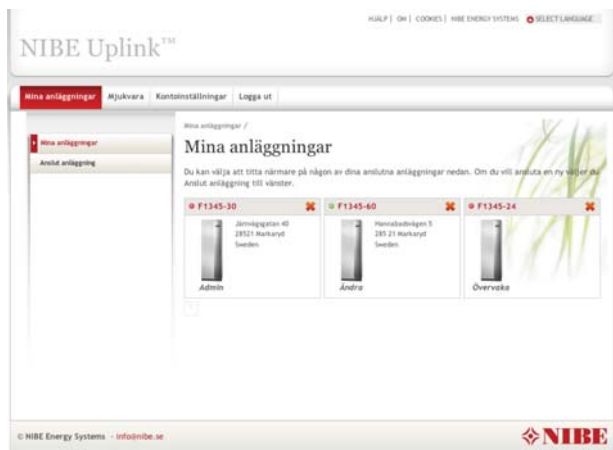 HJÄLP | OM | COOKIES | NIBE ENERGY SYSTEMS SELECT LANGUAGE
NIBE Uplink™
Mina anläggningar Mjukvara Kontoinställningar Logga ut
Mina anläggningar /
Mina anläggningar
Anslut anläggning
Mina anläggningar
Du kan välja att titta närmare på någon av dina anslutna anläggningar nedan. Om du vill ansluta en ny väljer du
Anslut anläggning till vänster.
F1345-30
Järnvägsgatan 40
28521 Markaryd
Sweden
Admin
F1345-60
Hannabadsvägen 5
285 21 Markaryd
Sweden
Ändra
F1345-24
Övervaka
© NIBE Energy Systems - info@nibe.se
NIBE